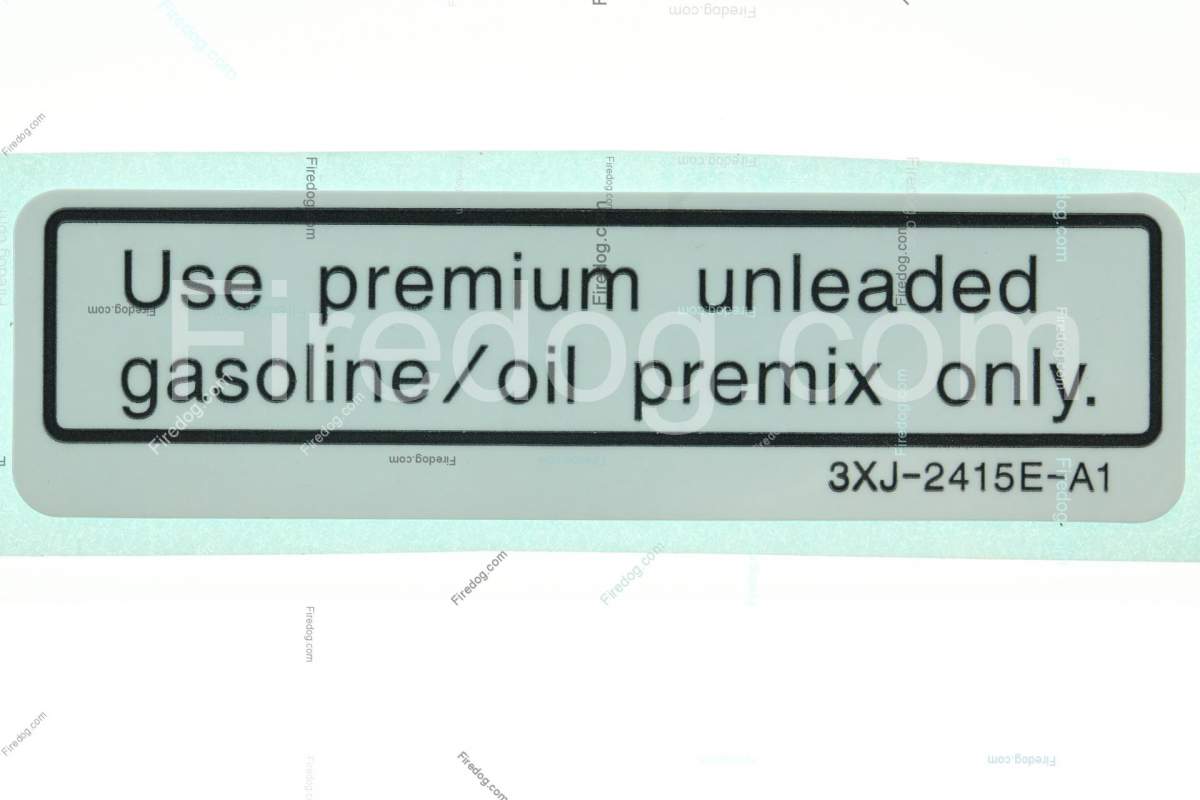 Use premium unleaded
gasoline/oil premix only.
3XJ-2415E-A1
Firedog.com